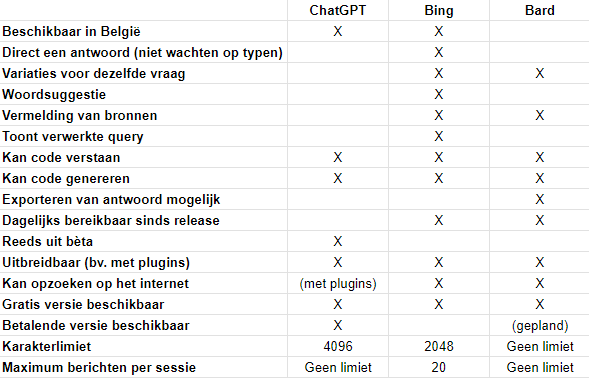 ChatGPT Bing Bard
Beschikbaar in België X X
Direct een antwoord (niet wachten op typen) X
Variaties voor dezelfde vraag X X
Woordsuggestie X
Vermelding van bronnen X X
Toont verwerkte query X
Kan code verstaan X X X
Kan code genereren X X X
Exporteren van antwoord mogelijk X
Dagelijks bereikbaar sinds release X X
Reeds uit bèta X
Uitbreidbaar (bv. met plugins) X X X
Kan opzoeken op het internet (met plugins) X X
Gratis versie beschikbaar X X X
Betalende versie beschikbaar X (gepland)
Karakterlimiet 4096 2048 Geen limiet
Maximum berichten per sessie Geen limiet 20 Geen limiet